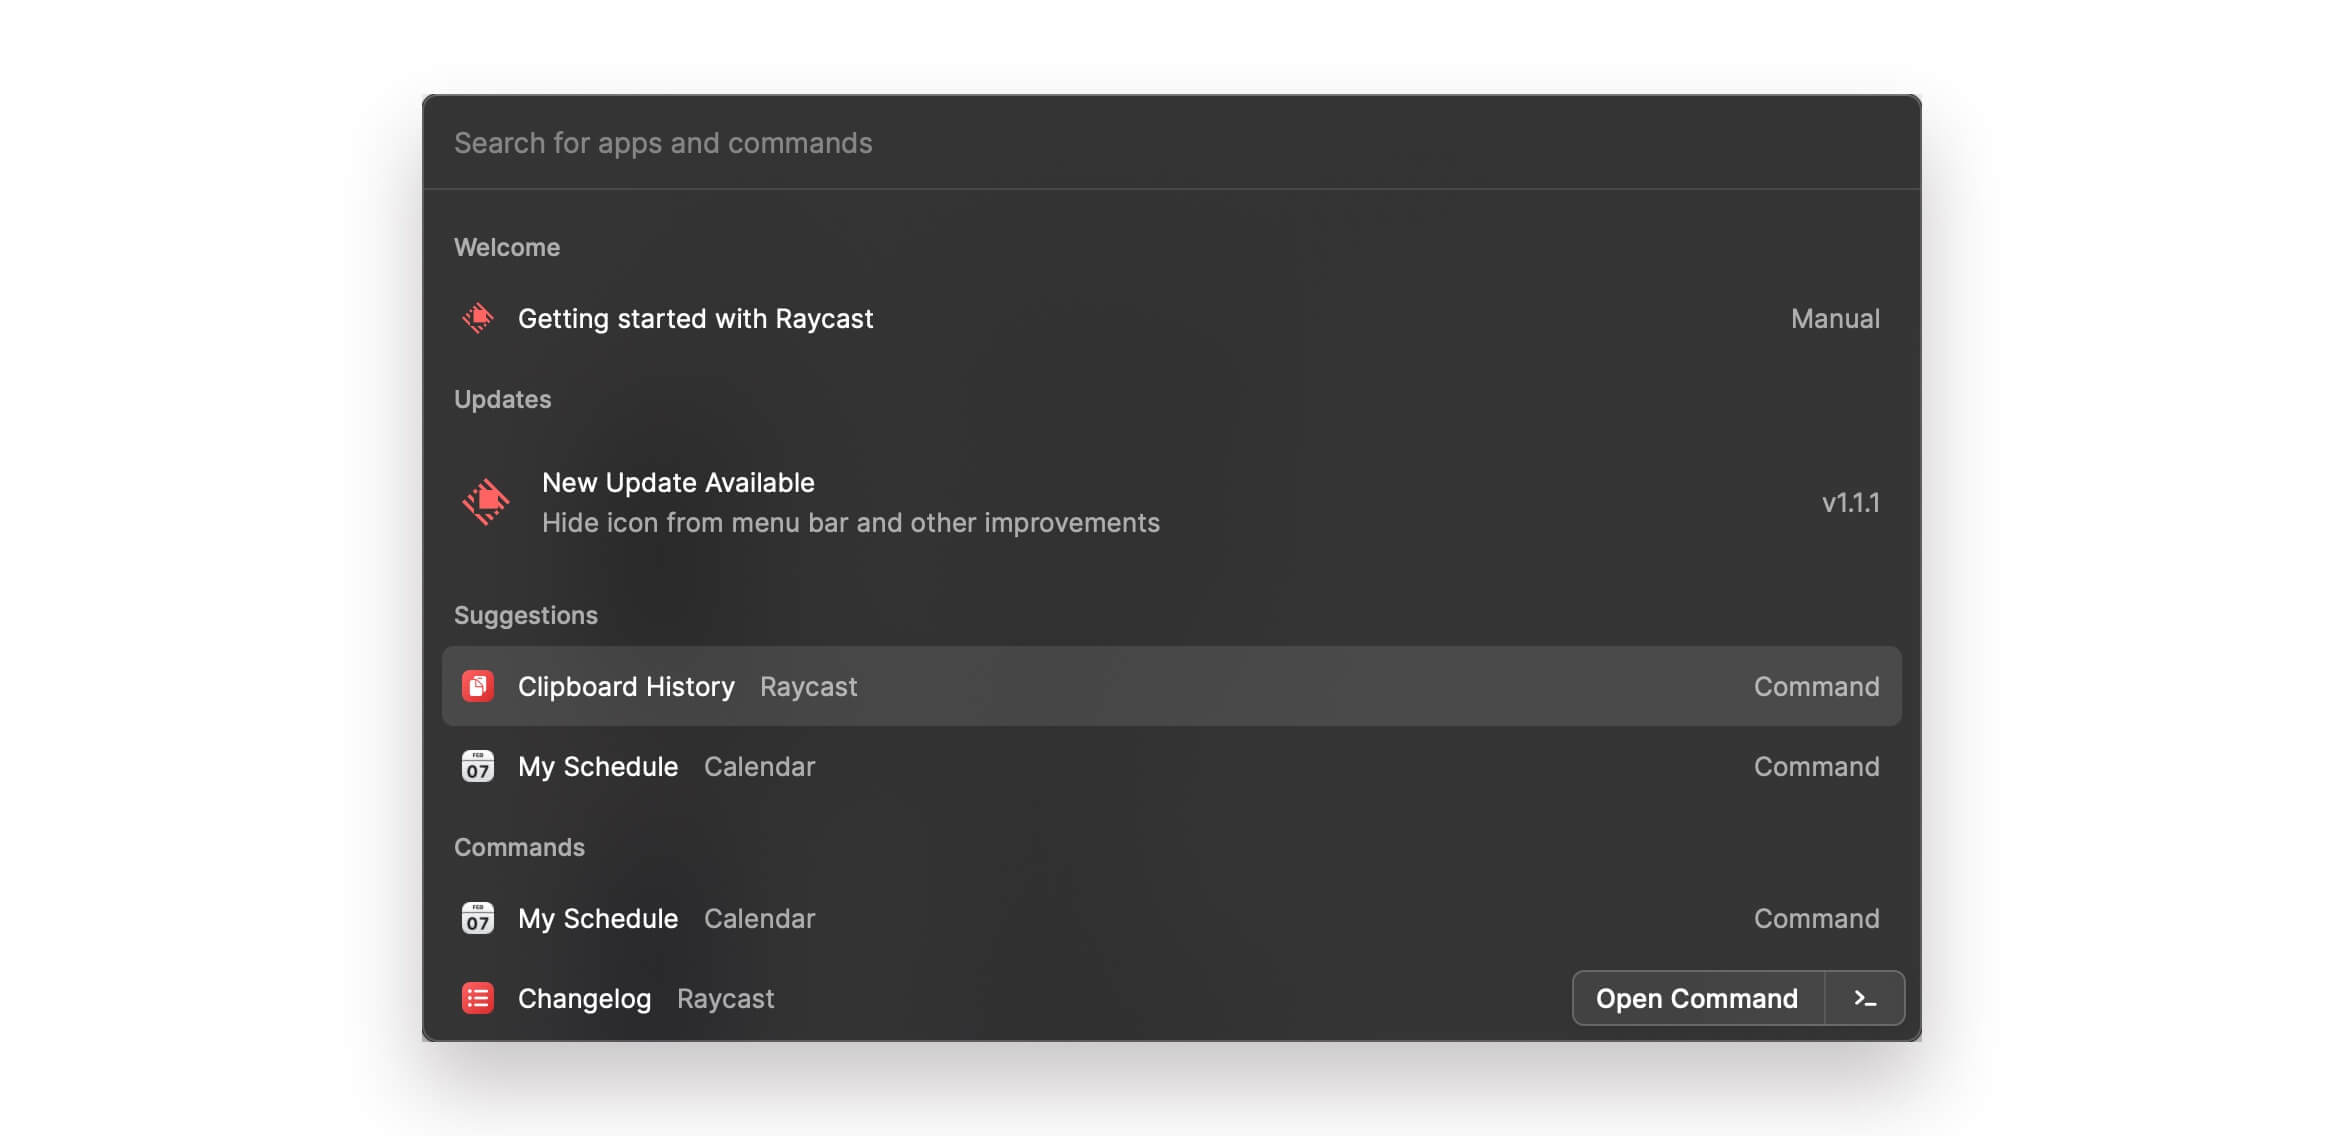 Search for apps and commands
Welcome
Getting started with Raycast Manual
Updates
New Update Available
Hide icon from menu bar and other improvements
v1.1.1
Suggestions
Clipboard History Raycast Command
FEB
07
My Schedule Calendar Command
Commands
FEB
07
My Schedule Calendar Command
Changelog Raycast
Open Command >_